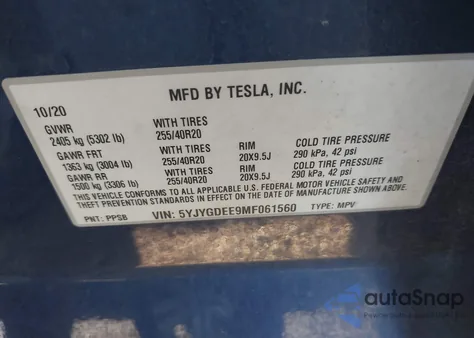 MFD BY TESLA, INC.
10/20
GVWR WITH TIRES
2405 kg (5302 lb) 255/40R20
GAWR FRT WITH TIRES RIM COLD TIRE PRESSURE
1363 kg (3004 lb) 255/40R20 20X9.5J 290 kPa, 42 psi
GAWR RR WITH TIRES RIM COLD TIRE PRESSURE
1500 kg (3306 lb) 255/40R20 20X9.5J 290 kPa, 42 psi
THIS VEHICLE CONFORMS TO ALL APPLICABLE U.S. FEDERAL MOTOR VEHICLE SAFETY AND
THEFT PREVENTION STANDARDS IN EFFECT ON THE DATE OF MANUFACTURE SHOWN ABOVE.
PNT: PPSB VIN: 5YJYGDEE9MF061560 TYPE: MPV
autoSnap